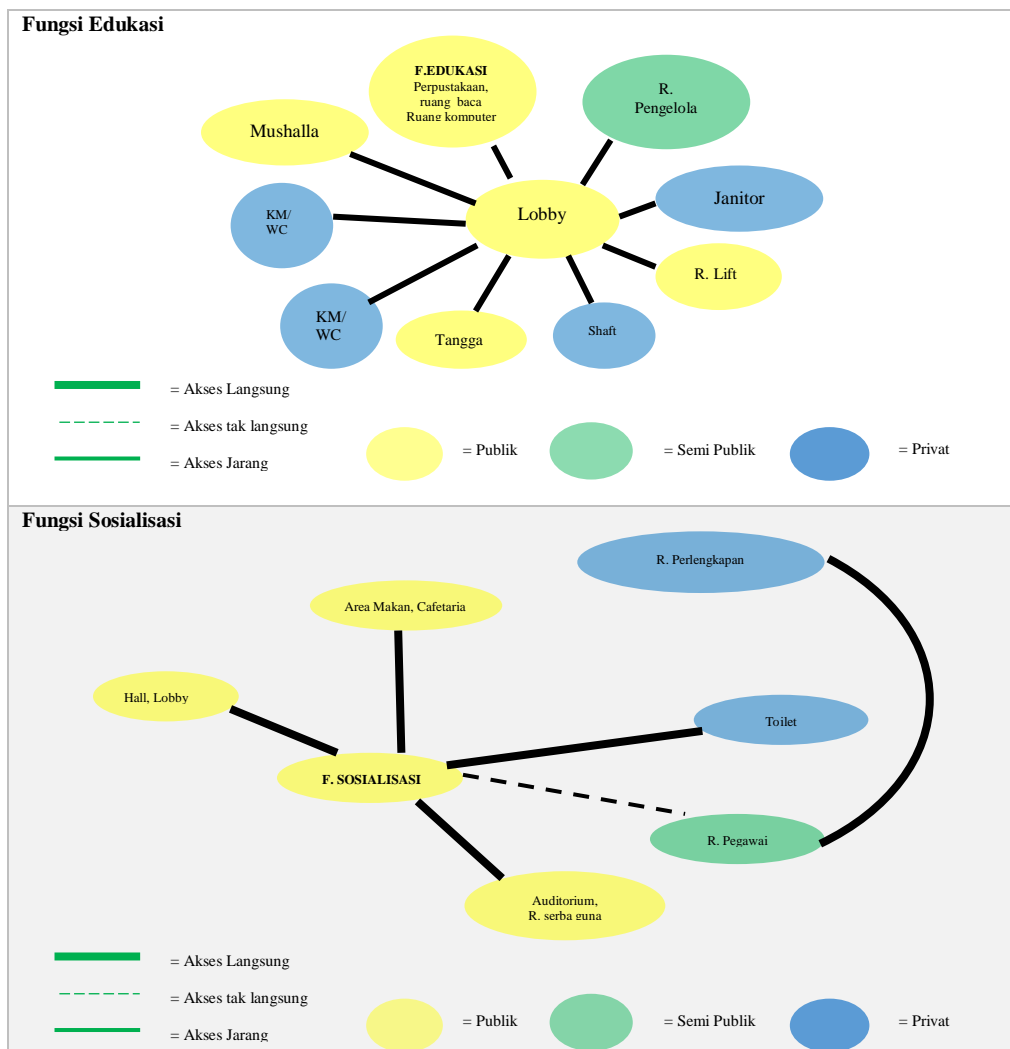 Fungsi Edukasi
F.EDUKASI
Perpustakaan,
ruang baca
Ruang komputer
R.
Pengelola
Mushalla
Janitor
Lobby
KM/
WC
R. Lift
KM/
WC
Tangga
Shaft
= Akses Langsung
= Akses tak langsung
= Akses Jarang
= Publik
= Semi Publik
= Privat
Fungsi Sosialisasi
R. Perlengkapan
Area Makan, Cafetaria
Hall, Lobby
Toilet
F. SOSIALISASI
R. Pegawai
Auditorium,
R. serba guna
= Akses Langsung
= Akses tak langsung
= Akses Jarang
= Publik
= Semi Publik
= Privat